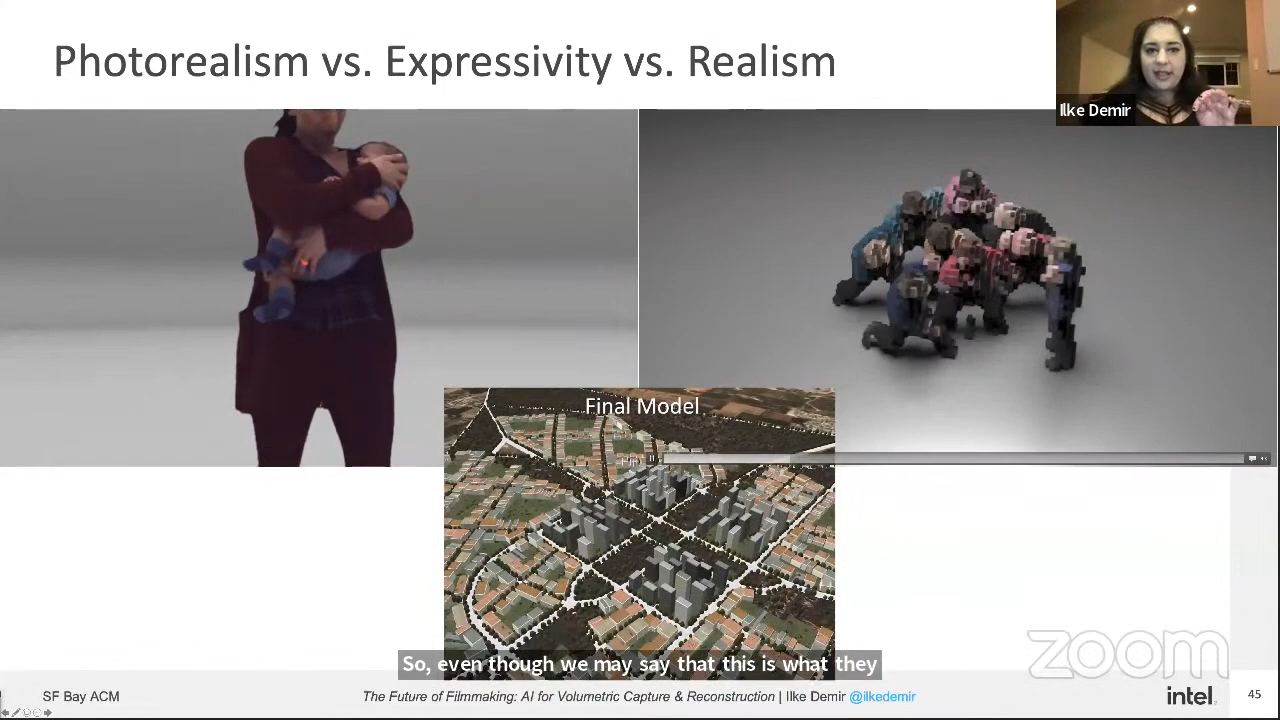 Photorealism vs. Expressivity vs. Realism
Ilke Demir
Final Model
So, even though we may say that this is what they
zoom
SF Bay ACM
The Future of Filmmaking: AI for Volumetric Capture & Reconstruction | Ilke Demir @ilkedemir
intel.
45